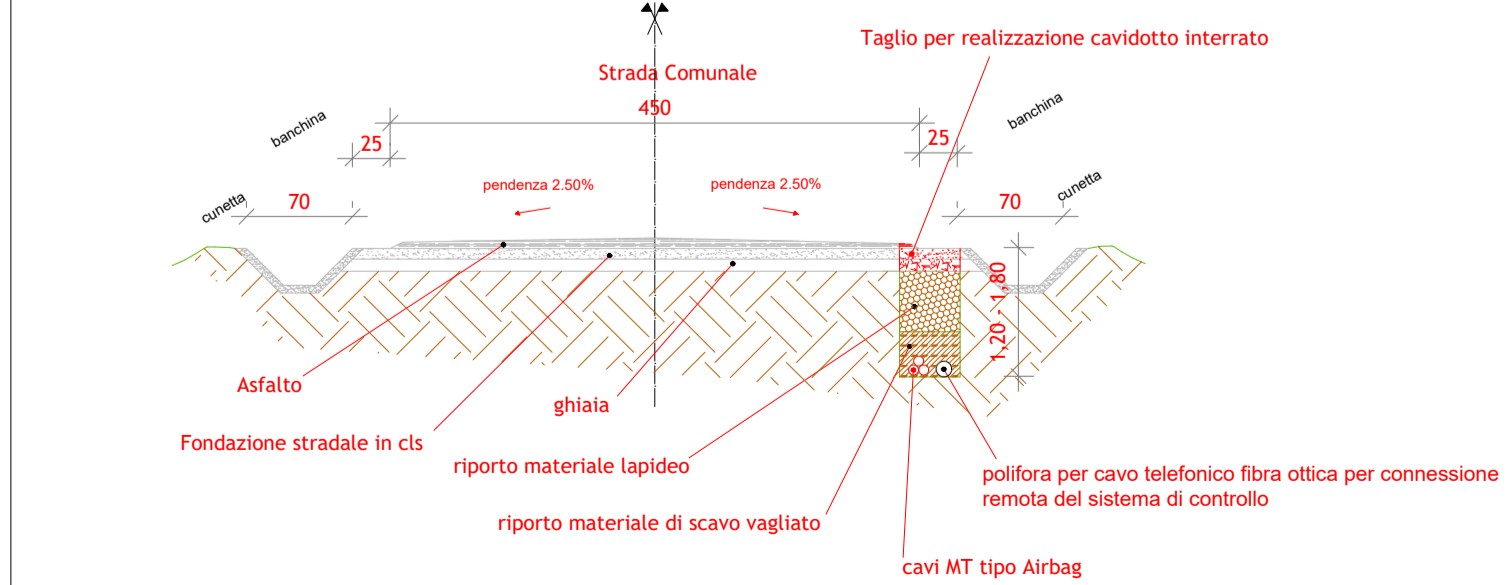 Taglio per realizzazione cavidotto interrato
Strada Comunale
450
banchina
banchina
25
25
pendenza 2.50%
pendenza 2.50%
cunetta
cunetta
70
70
1,20 - 1,80
Asfalto
ghiaia
Fondazione stradale in cls
riporto materiale lapideo
polifora per cavo telefonico fibra ottica per connessione
remota del sistema di controllo
riporto materiale di scavo vagliato
cavi MT tipo Airbag